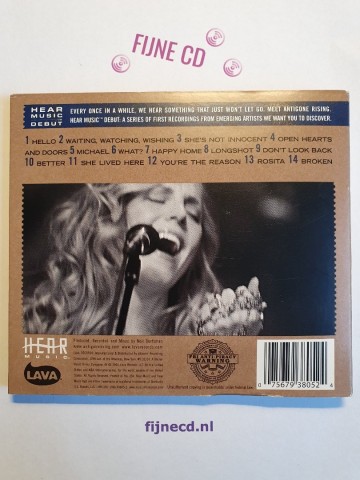 FIJNE CD
HEAR MUSIC DEBUT
EVERY ONCE IN A WHILE, WE HEAR SOMETHING THAT JUST WON'T LET GO. MEET ANTIGONE RISING.
HEAR MUSIC™ DEBUT: A SERIES OF FIRST RECORDINGS FROM EMERGING ARTISTS WE WANT YOU TO DISCOVER.
1 HELLO 2 WAITING, WATCHING, WISHING 3 SHE'S NOT INNOCENT 4 OPEN HEARTS
AND DOORS 5 MICHAEL 6 WHAT? 7 HAPPY HOME 8 LONGSHOT 9 DON'T LOOK BACK
10 BETTER 11 SHE LIVED HERE 12 YOU'RE THE REASON 13 ROSITA 14 BROKEN
HEAR
MUSIC
LAVA
FBI ANTI-PIRACY
WARNING
0 75679 38052 6
fijnecd.nl